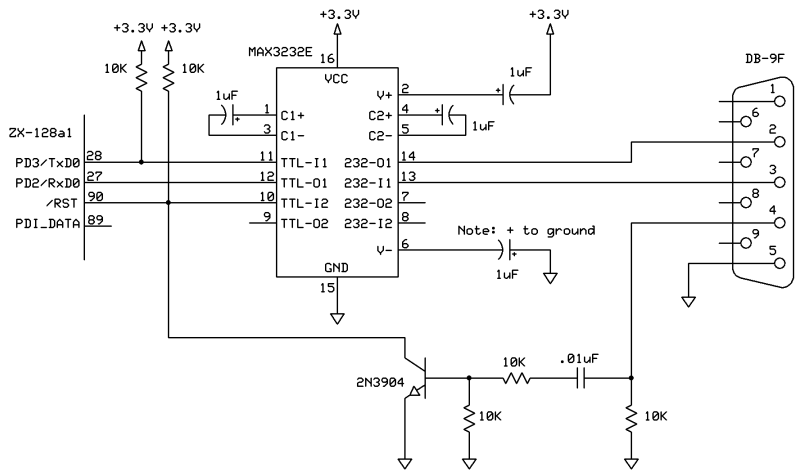 +3.3V
+3.3V
+3.3V
+3.3V
10K
10K
MAX3232E
16
VCC
1uF
1
C1+
3
C1-
V+
2
C2+
4
C2-
5
1uF
1uF
DB-9F
ZX-128a1
PD3/TxD0
28
PD2/RxD0
27
/RST
90
PDI_DATA
89
11
TTL-I1
12
TTL-O1
10
TTL-I2
9
TTL-O2
232-O1
14
232-I1
13
232-O2
7
232-I2
8
V-
6
GND
15
Note: + to ground
1uF
1
6
2
7
3
8
4
9
5
2N3904
10K
.01uF
10K
10K